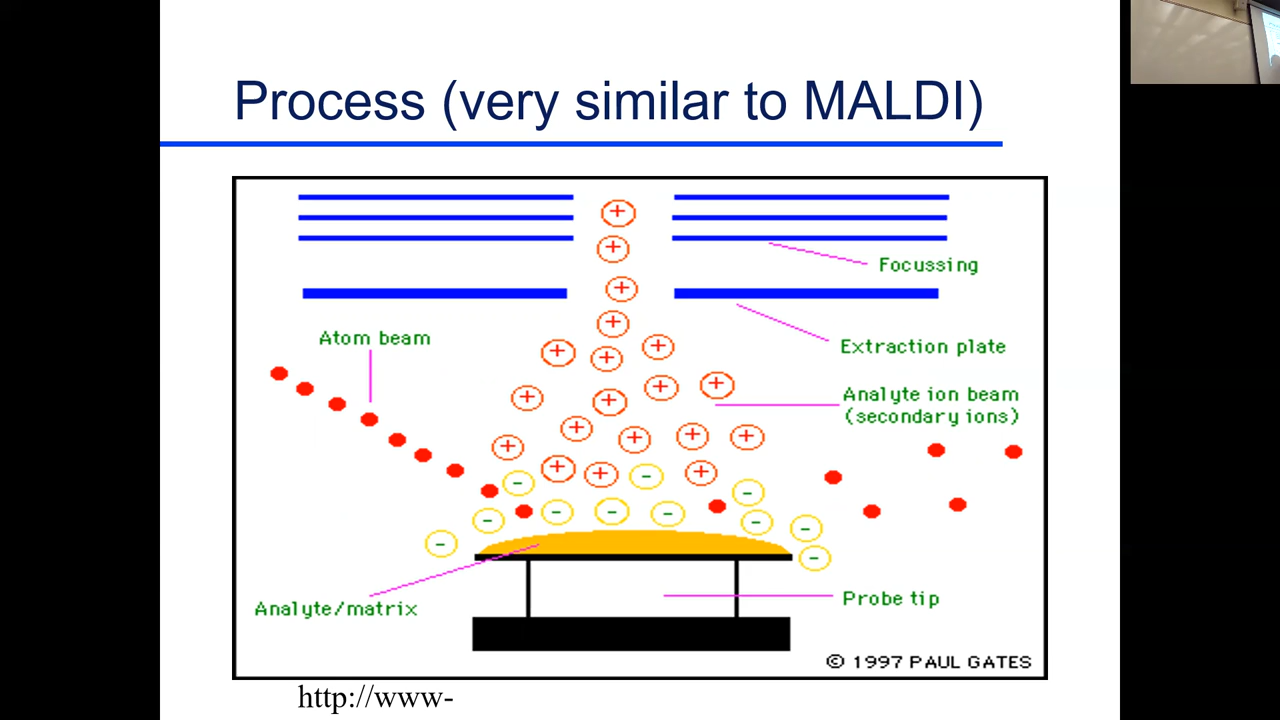 Process (very similar to MALDI)
Focussing
Atom beam
Extraction plate
Analyte ion beam
(secondary ions)
Analyte/matrix
Probe tip
© 1997 PAUL GATES
http://www-